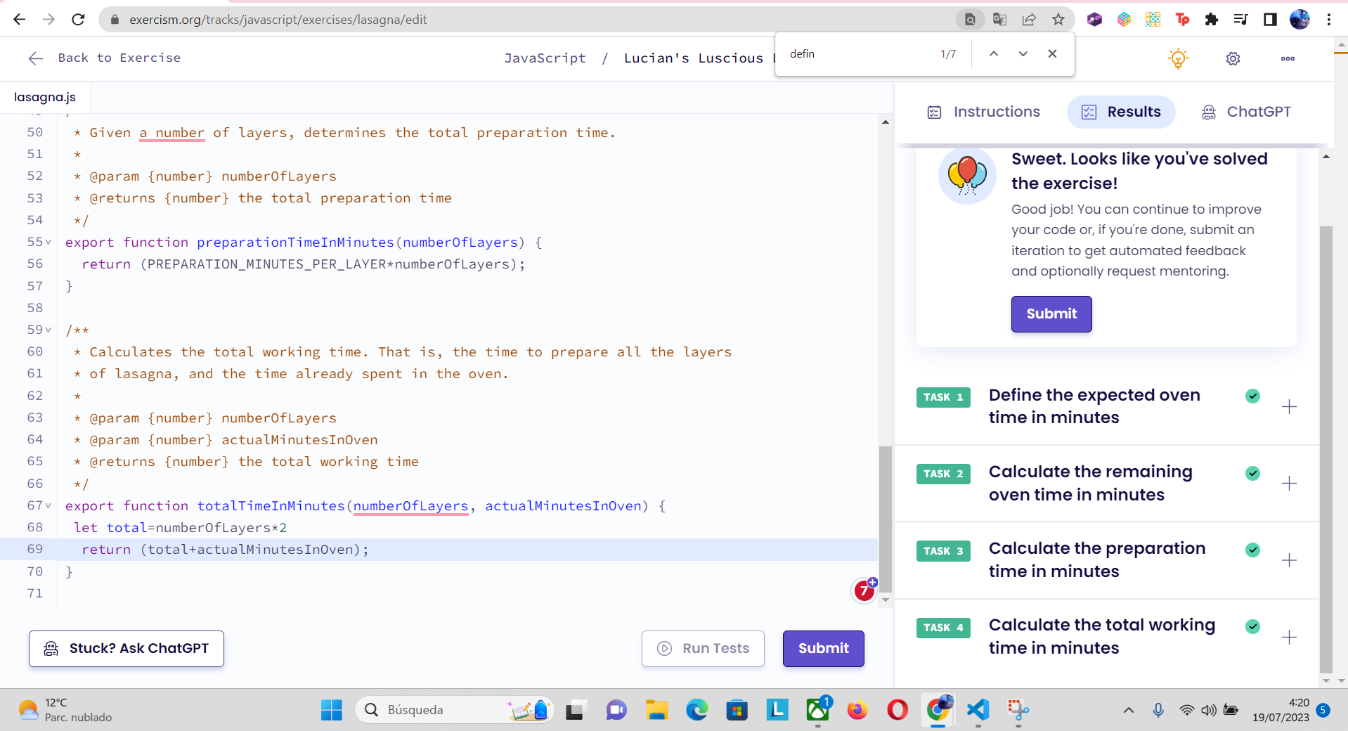 exercism.org/tracks/javascript/exercises/lasagna/edit
Back to Exercise
JavaScript / Lucian's Luscious
defin 1/7
lasagna.js
50 * Given a number of layers, determines the total preparation time.
51 *
52 * @param {number} numberOfLayers
53 * @returns {number} the total preparation time
54 */
55 export function preparationTimeInMinutes(numberOfLayers) {
56 return (PREPARATION_MINUTES_PER_LAYER*numberOfLayers);
57 }
58
59 /**
60 * Calculates the total working time. That is, the time to prepare all the layers
61 * of lasagna, and the time already spent in the oven.
62 *
63 * @param {number} numberOfLayers
64 * @param {number} actualMinutesInOven
65 * @returns {number} the total working time
66 */
67 export function totalTimeInMinutes(numberOfLayers, actualMinutesInOven) {
68 let total=numberOfLayers*2
69 return (total+actualMinutesInOven);
70 }
71
7
Stuck? Ask ChatGPT
Run Tests
Submit
Instructions
Results
ChatGPT
Sweet. Looks like you've solved
the exercise!
Good job! You can continue to improve
your code or, if you're done, submit an
iteration to get automated feedback
and optionally request mentoring.
Submit
TASK 1 Define the expected oven
time in minutes
TASK 2 Calculate the remaining
oven time in minutes
TASK 3 Calculate the preparation
time in minutes
TASK 4 Calculate the total working
time in minutes
12°C
Parc. nublado
Búsqueda
L
1
4:20
19/07/2023
5